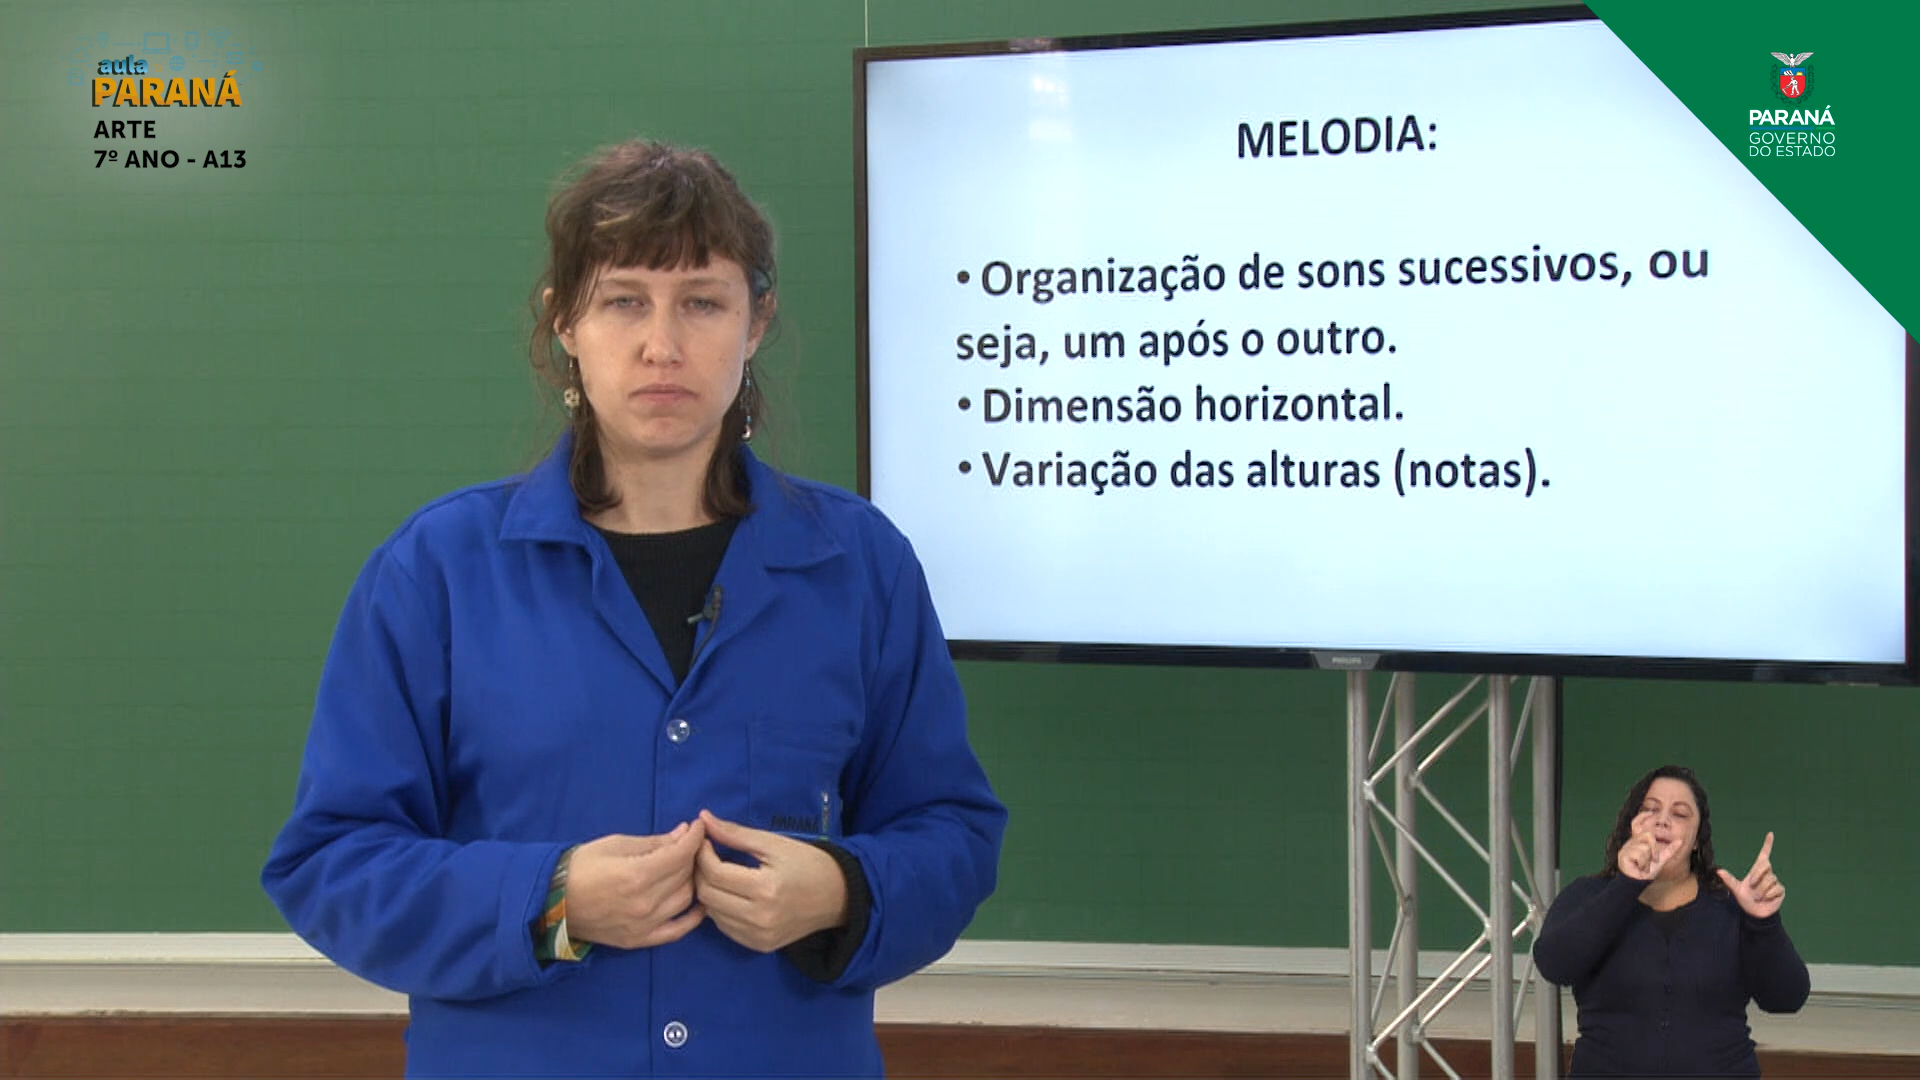 aula
PARANÁ
ARTE
7º ANO - A13
MELODIA:
• Organização de sons sucessivos, ou
seja, um após o outro.
• Dimensão horizontal.
• Variação das alturas (notas).
PARANÁ
GOVERNO
DO ESTADO
PHILIPS
PARANÁ